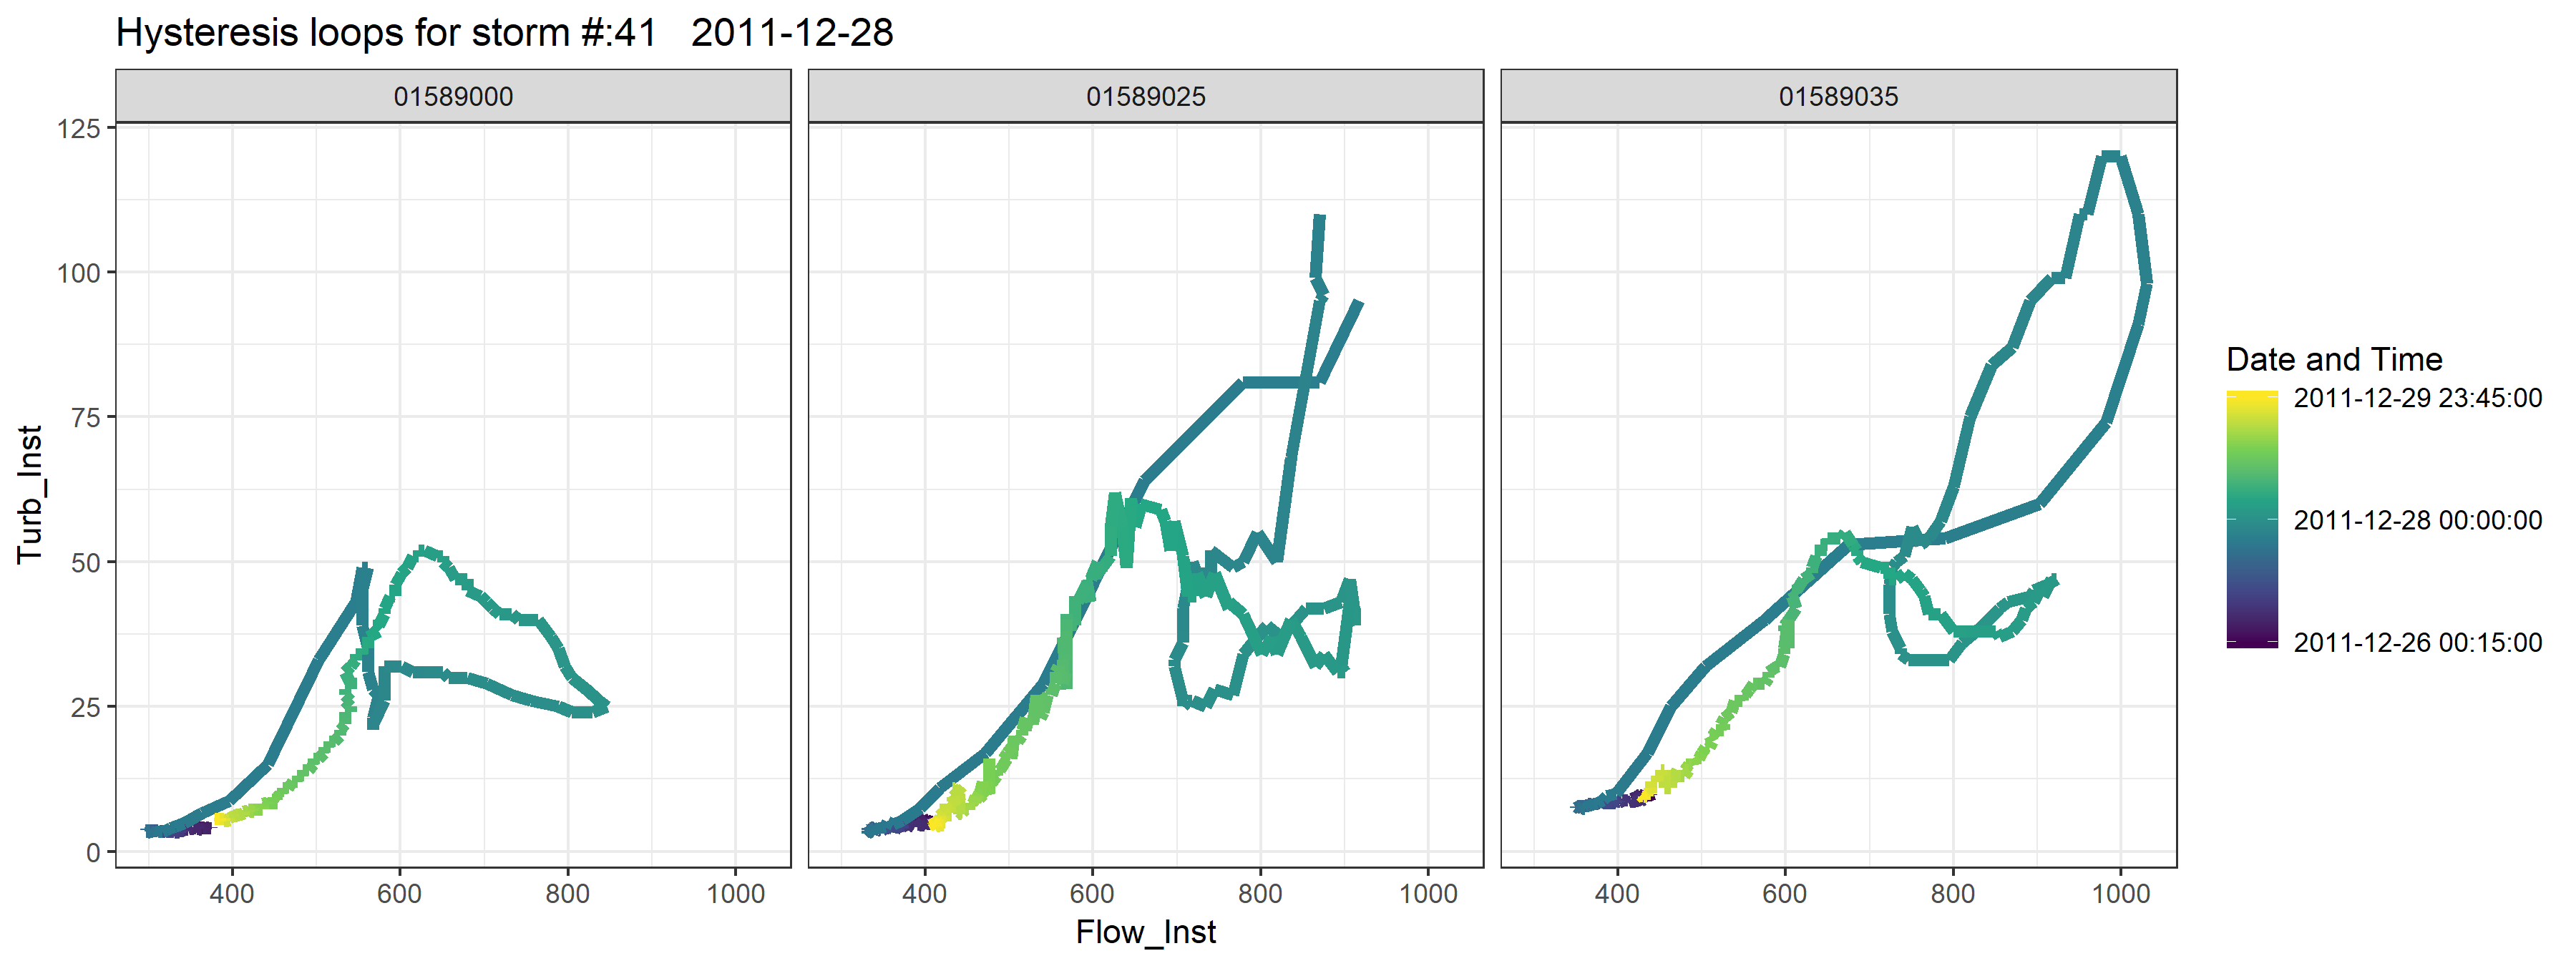 Hysteresis loops for storm #:41   2011-12-28
01589000
01589025
01589035
125
100
75
50
25
0
Turb_Inst
400 600 800 1000
400 600 800 1000
400 600 800 1000
Flow_Inst
Date and Time
2011-12-29 23:45:00
2011-12-28 00:00:00
2011-12-26 00:15:00